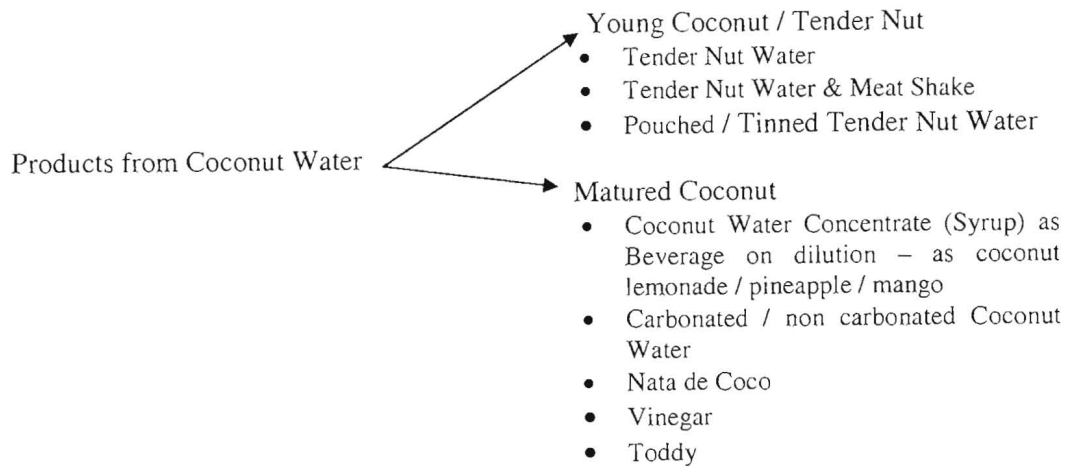 Young Coconut / Tender Nut
• Tender Nut Water
• Tender Nut Water & Meat Shake
• Pouched / Tinned Tender Nut Water
Products from Coconut Water
Matured Coconut
• Coconut Water Concentrate (Syrup) as
Beverage on dilution – as coconut
lemonade / pineapple / mango
• Carbonated / non carbonated Coconut
Water
• Nata de Coco
• Vinegar
• Toddy